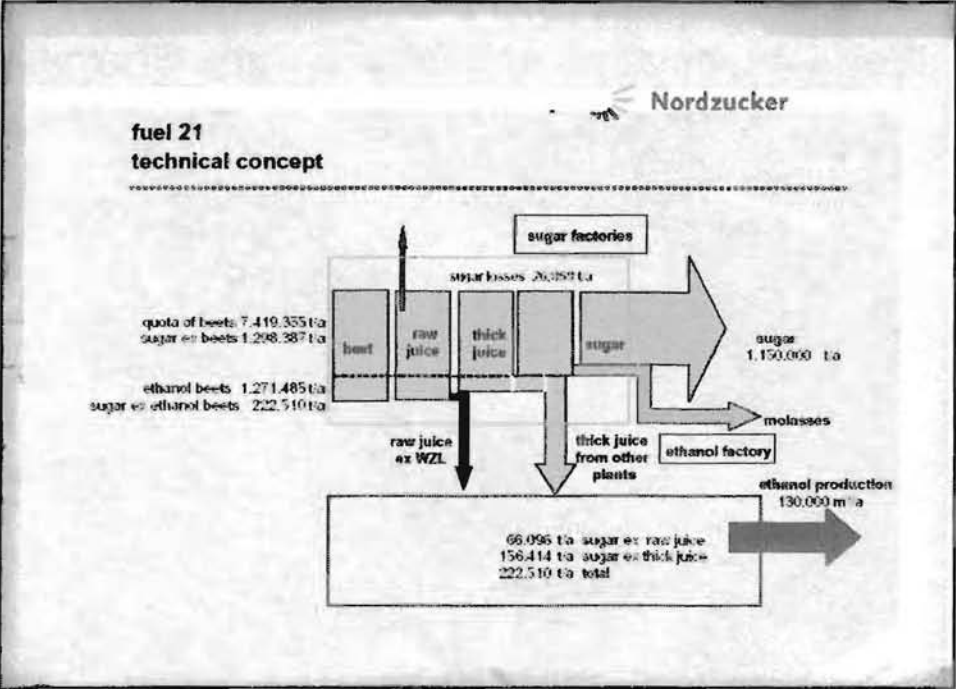 Nordzucker
fuel 21
technical concept
sugar factories
sugar losses t/a
quota of beets 7.419.355 t/a
sugar ex beets 1.298.387 t/a
beet
raw
juice
thick
juice
sugar
sugar
1.150.000 t/a
ethanol beets 1.271.485 t/a
sugar ex ethanol beets 222.510 t/a
molasses
raw juice
ex WZL
thick juice
from other
plants
ethanol factory
ethanol production
130.000 m a
66.096 t/a sugar ex raw juice
156.414 t/a sugar ex thick juice
222.510 t/a total